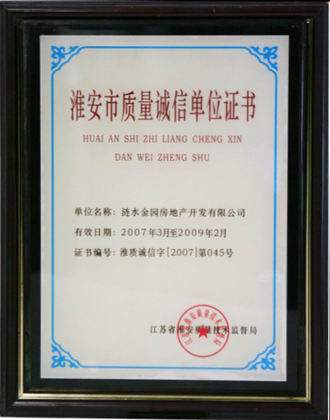 淮安市质量诚信单位证书
HUAI AN SHI ZHI LIANG CHENG XIN
DAN WEI ZHENG SHU
单位名称：涟水金园房地产开发有限公司
有效日期：2007年3月至2009年2月
证书编号：淮质诚信字[2007]第045号
江苏省淮安质量技术监督局